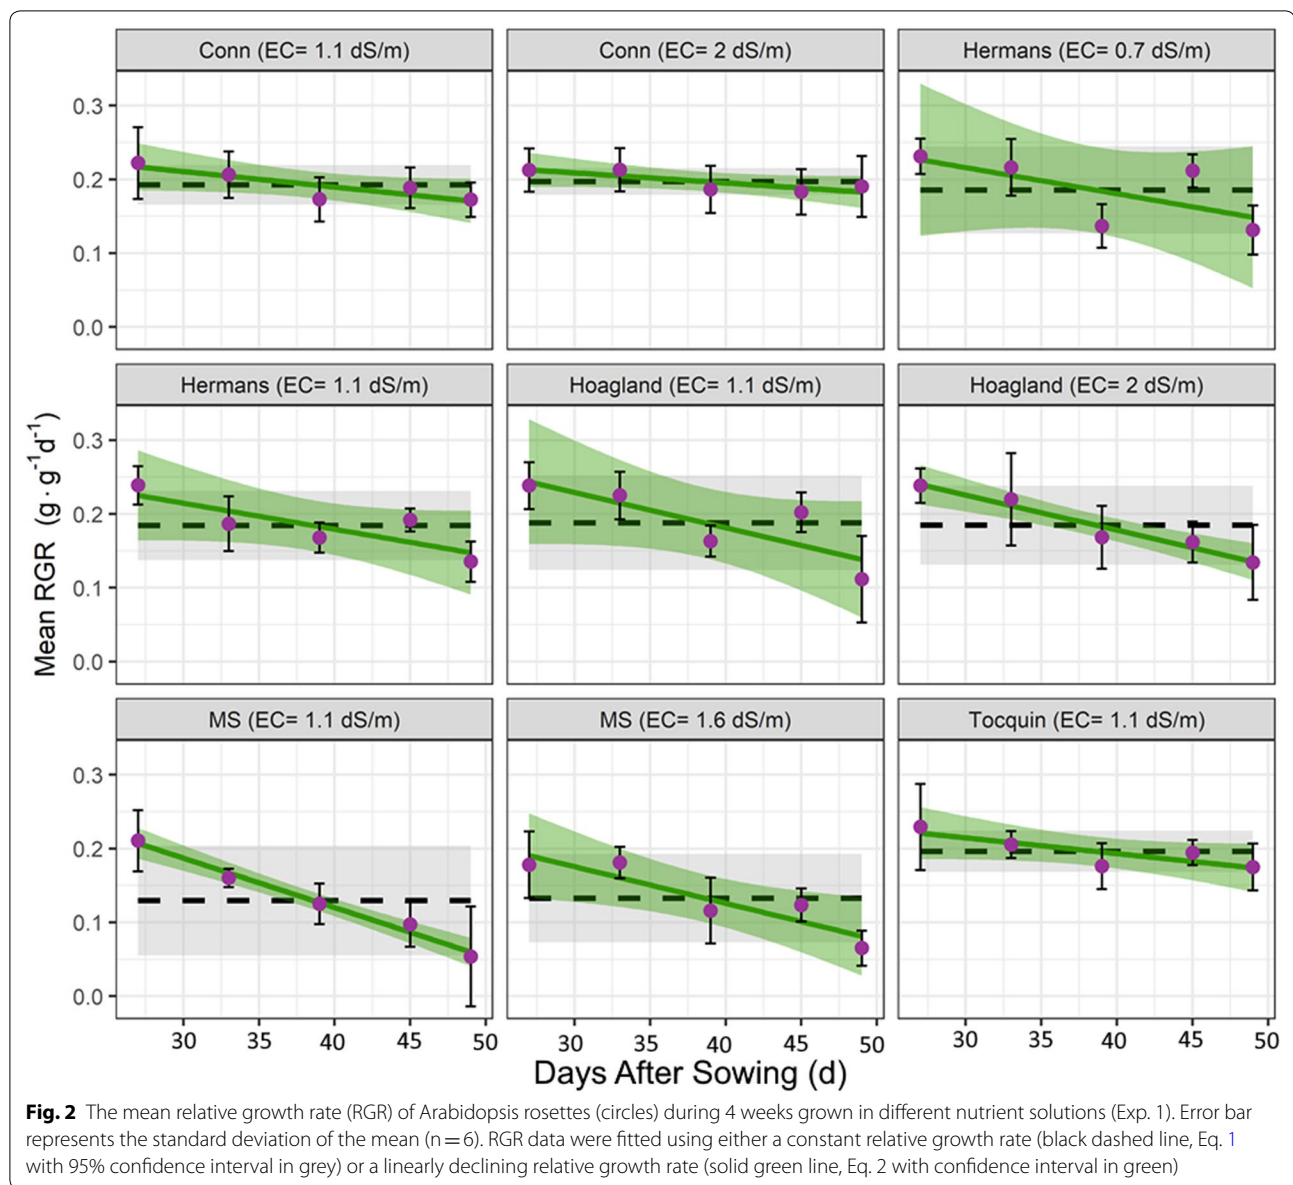 Conn (EC= 1.1 dS/m)
Conn (EC= 2 dS/m)
Hermans (EC= 0.7 dS/m)
0.3
0.2
0.1
0.0
Hermans (EC= 1.1 dS/m)
Hoagland (EC= 1.1 dS/m)
Hoagland (EC= 2 dS/m)
Mean RGR (g·g⁻¹d⁻¹)
0.3
0.2
0.1
0.0
MS (EC= 1.1 dS/m)
MS (EC= 1.6 dS/m)
Tocquin (EC= 1.1 dS/m)
0.3
0.2
0.1
0.0
30 35 40 45 50
30 35 40 45 50
30 35 40 45 50
Days After Sowing (d)
Fig. 2 The mean relative growth rate (RGR) of Arabidopsis rosettes (circles) during 4 weeks grown in different nutrient solutions (Exp. 1). Error bar
represents the standard deviation of the mean (n = 6). RGR data were fitted using either a constant relative growth rate (black dashed line, Eq. 1
with 95% confidence interval in grey) or a linearly declining relative growth rate (solid green line, Eq. 2 with confidence interval in green)